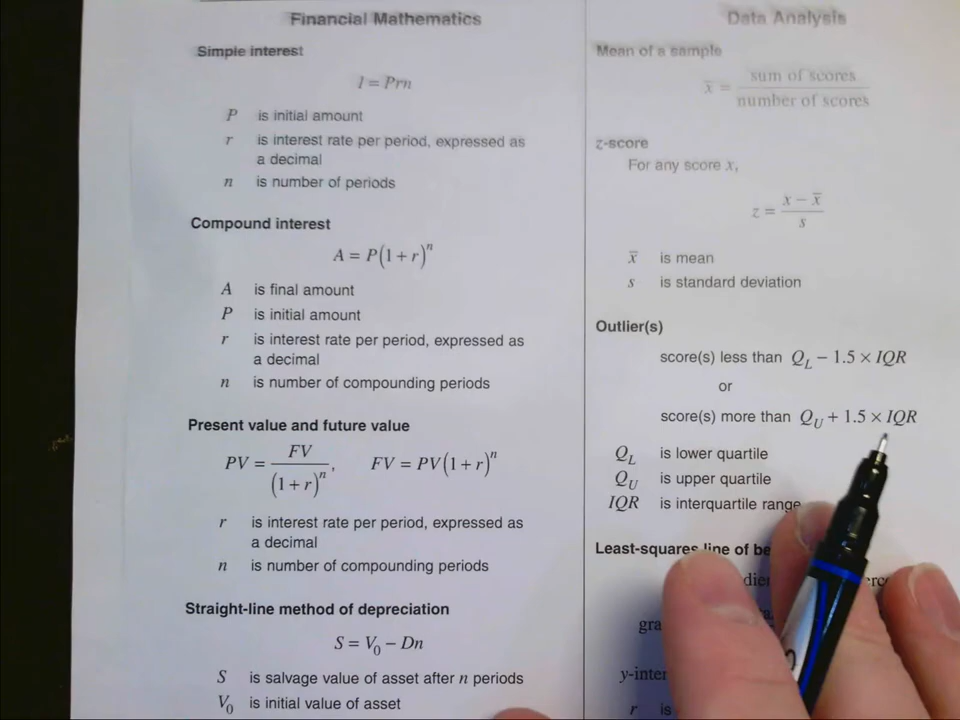 Financial Mathematics
Simple interest
I = Prn
P is initial amount
r is interest rate per period, expressed as
a decimal
n is number of periods
Compound interest
A = P(1 + r)^n
A is final amount
P is initial amount
r is interest rate per period, expressed as
a decimal
n is number of compounding periods
Present value and future value
PV = FV / (1 + r)^n, FV = PV(1 + r)^n
r is interest rate per period, expressed as
a decimal
n is number of compounding periods
Straight-line method of depreciation
S = V₀ − Dn
S is salvage value of asset after n periods
V₀ is initial value of asset
Data Analysis
Mean of a sample
x̄ = sum of scores / number of scores
z-score
For any score x,
z = (x − x̄) / s
x̄ is mean
s is standard deviation
Outlier(s)
score(s) less than Q_L − 1.5 × IQR
or
score(s) more than Q_U + 1.5 × IQR
Q_L is lower quartile
Q_U is upper quartile
IQR is interquartile range
Least-squares line of
r is